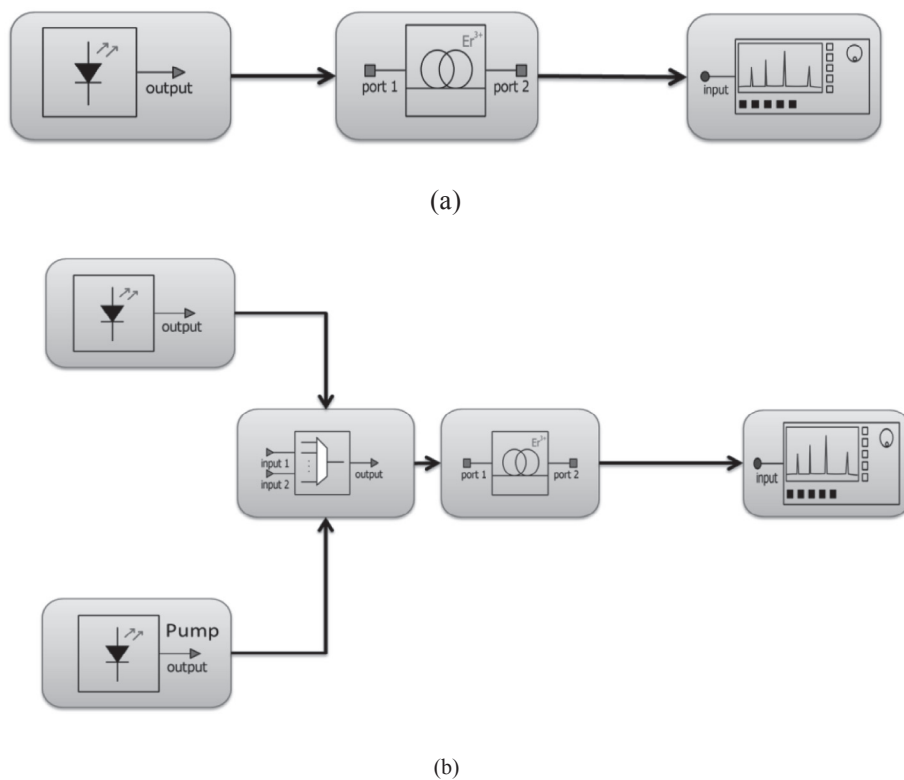 Er3+
output
port 1
port 2
input
(a)
output
Er3+
input 1
input 2
output
port 1
port 2
input
Pump
output
(b)